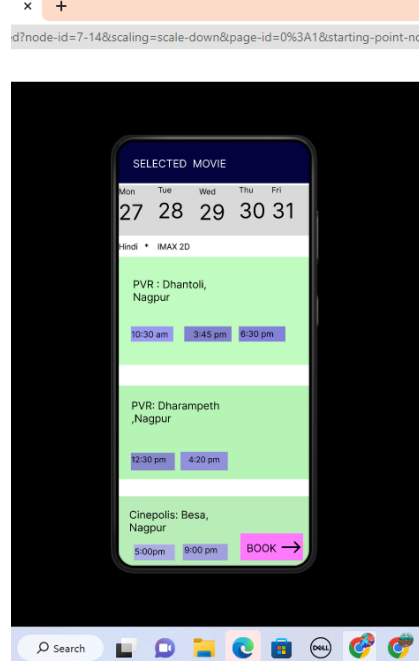 × +
d?node-id=7-14&scaling=scale-down&page-id=0%3A1&starting-point-no
SELECTED MOVIE
Mon Tue Wed Thu Fri
27 28 29 30 31
Hindi • IMAX 2D
PVR : Dhantoli,
Nagpur
10:30 am 3:45 pm 6:30 pm
PVR: Dharampeth
,Nagpur
12:30 pm 4:20 pm
Cinepolis: Besa,
Nagpur
5:00pm 9:00 pm BOOK →
Search DELL